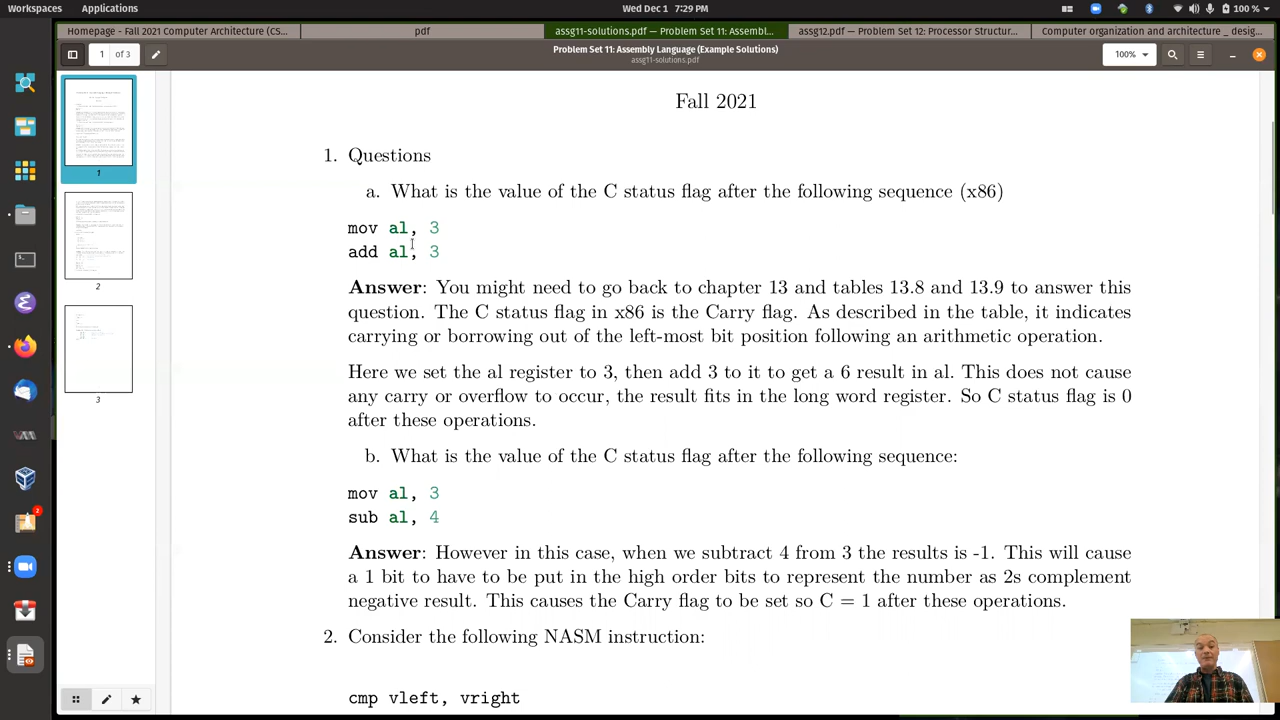 Workspaces Applications Wed Dec 1 7:29 PM 100 %
Homepage - Fall 2021 Computer Architecture (CS... pdf assg11-solutions.pdf — Problem Set 11: Assembl... assg12.pdf — Problem Set 12: Processor Structur... Computer organization and architecture _ desig...
1 of 3 Problem Set 11: Assembly Language (Example Solutions) 100%
assg11-solutions.pdf
Fall 2021
1. Questions
a. What is the value of the C status flag after the following sequence (x86)
mov al, 3
add al, 3
Answer: You might need to go back to chapter 13 and tables 13.8 and 13.9 to answer this
question. The C status flag in x86 is the Carry flag. As described in the table, it indicates
carrying or borrowing out of the left-most bit position following an arithmetic operation.
Here we set the al register to 3, then add 3 to it to get a 6 result in al. This does not cause
any carry or overflow to occur, the result fits in the long word register. So C status flag is 0
after these operations.
b. What is the value of the C status flag after the following sequence:
mov al, 3
sub al, 4
Answer: However in this case, when we subtract 4 from 3 the results is -1. This will cause
a 1 bit to have to be put in the high order bits to represent the number as 2s complement
negative result. This causes the Carry flag to be set so C = 1 after these operations.
2. Consider the following NASM instruction:
cmp vleft, vright
1
2
3
2